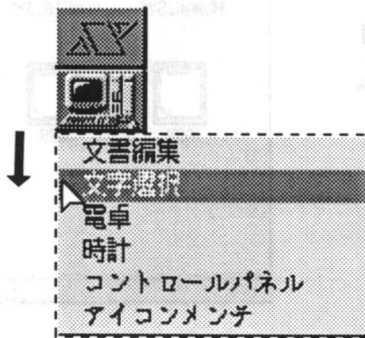 文書編集
文字選択
電卓
時計
コントロールパネル
アイコンメンテ